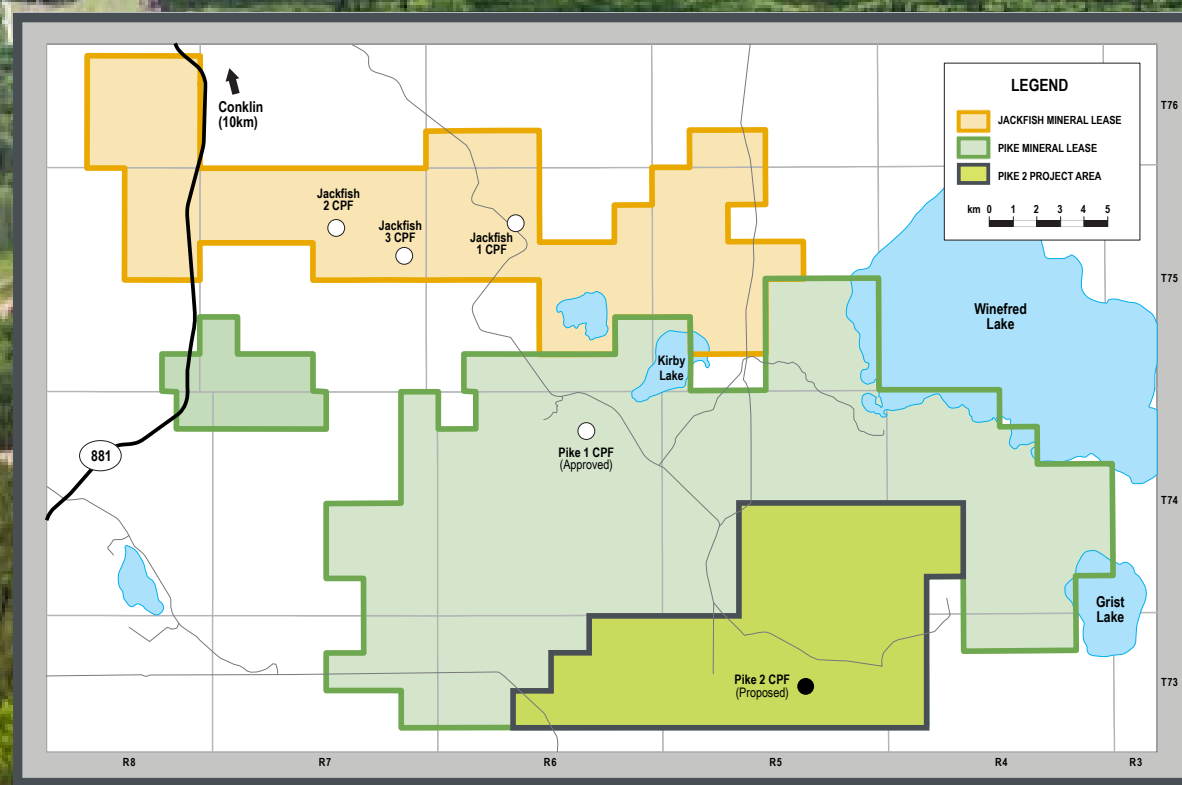 LEGEND
JACKFISH MINERAL LEASE
PIKE MINERAL LEASE
PIKE 2 PROJECT AREA
km 0 1 2 3 4 5
Conklin
(10km)
T76
Jackfish
2 CPF
Jackfish
3 CPF
Jackfish
1 CPF
T75
Winefred
Lake
Kirby
Lake
881
Pike 1 CPF
(Approved)
T74
Grist
Lake
Pike 2 CPF
(Proposed)
T73
R8
R7
R6
R5
R4
R3